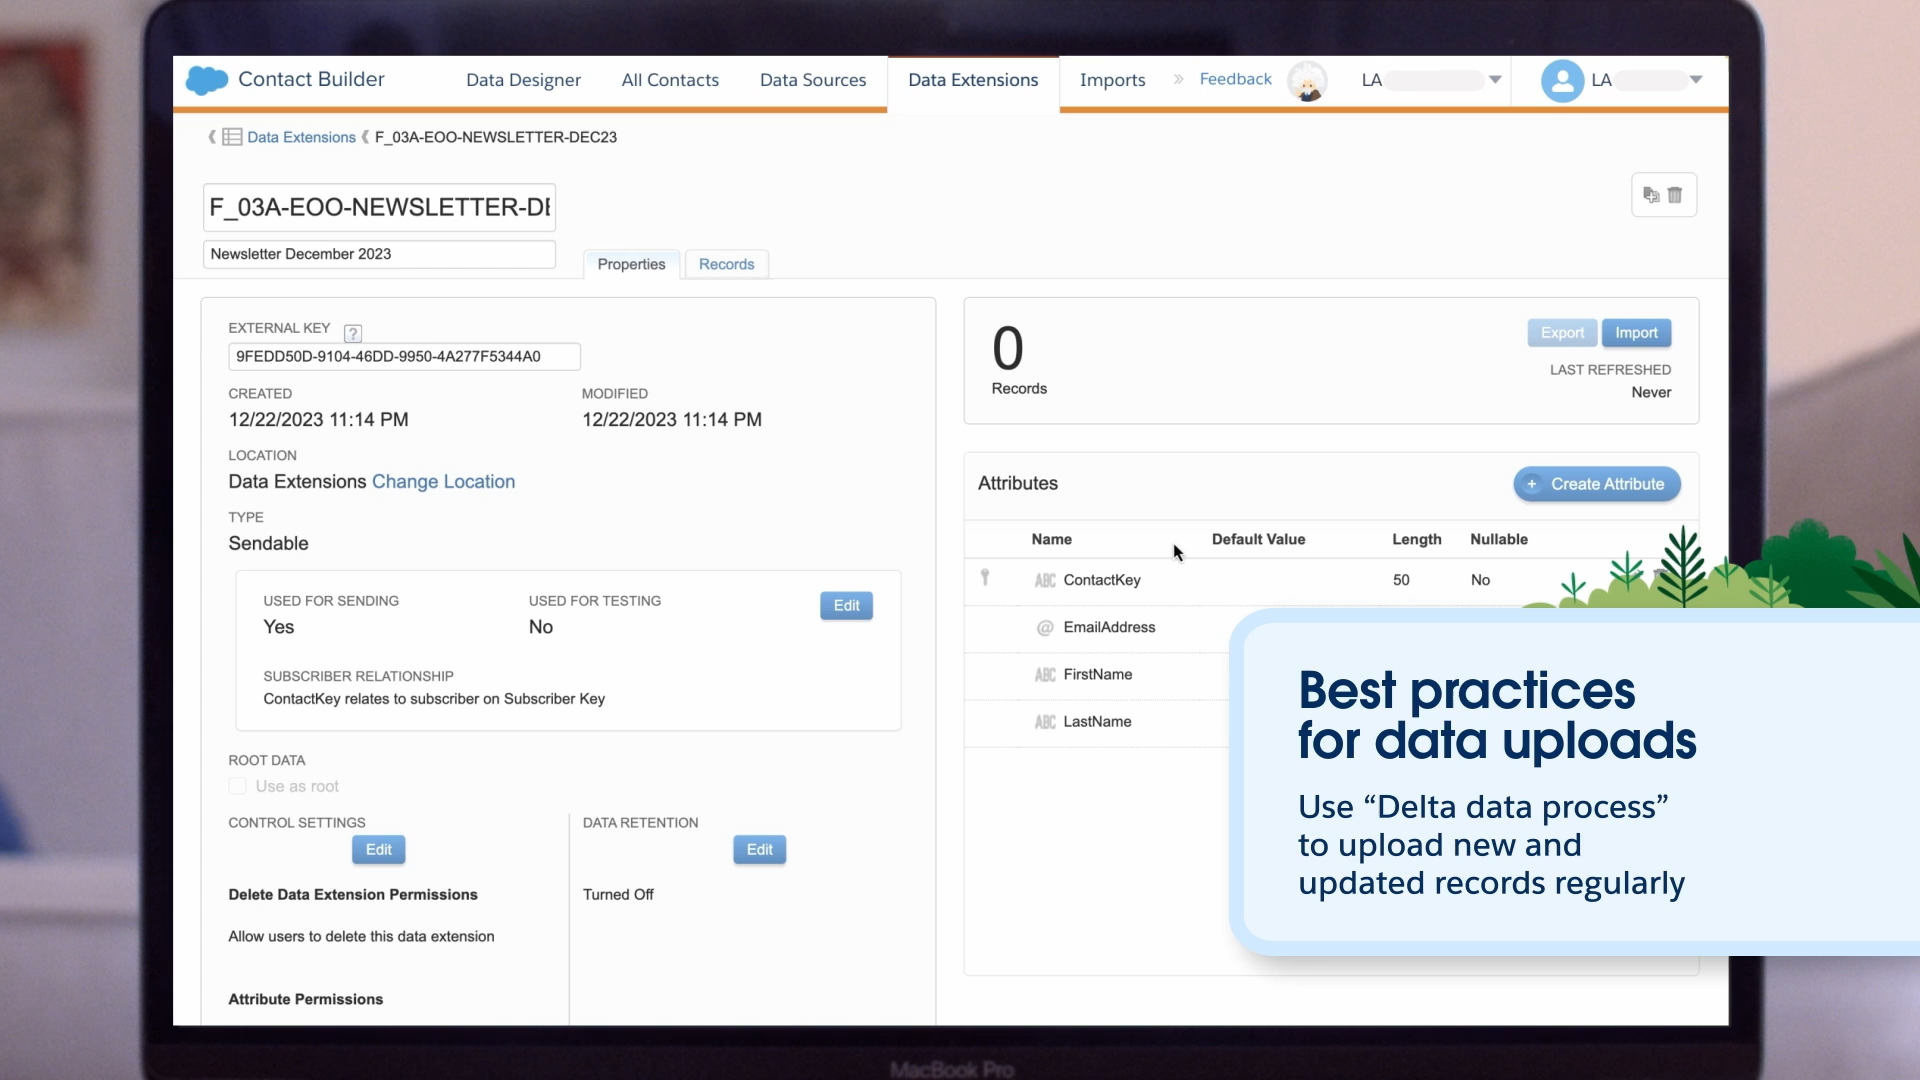 Contact Builder
Data Designer
All Contacts
Data Sources
Data Extensions
Imports
Feedback
LA
LA
Data Extensions
F_03A-EOO-NEWSLETTER-DEC23
F_03A-EOO-NEWSLETTER-DE
Newsletter December 2023
Properties
Records
EXTERNAL KEY
?
9FEDD50D-9104-46DD-9950-4A277F5344A0
CREATED
MODIFIED
12/22/2023 11:14 PM
12/22/2023 11:14 PM
LOCATION
Data Extensions Change Location
TYPE
Sendable
USED FOR SENDING
USED FOR TESTING
Edit
Yes
No
SUBSCRIBER RELATIONSHIP
ContactKey relates to subscriber on Subscriber Key
ROOT DATA
Use as root
CONTROL SETTINGS
Edit
DATA RETENTION
Edit
Delete Data Extension Permissions
Turned Off
Allow users to delete this data extension
Attribute Permissions
0
Records
Export
Import
LAST REFRESHED
Never
Attributes
+ Create Attribute
Name
Default Value
Length
Nullable
ABC ContactKey
50
No
@ EmailAddress
ABC FirstName
ABC LastName
Best practices
for data uploads
Use “Delta data process”
to upload new and
updated records regularly
MacBook Pro